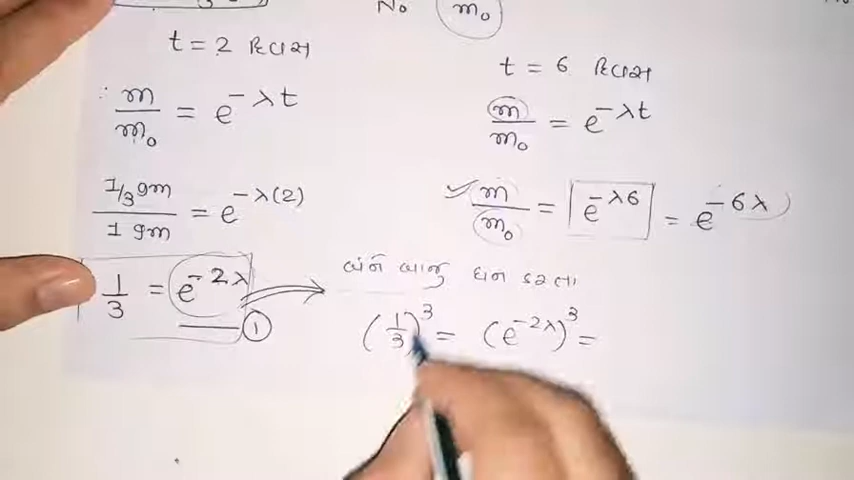 N₀ m₀
t = 2 દિવસ
∴ m/m₀ = e^-λt
1/3 gm / 1 gm = e^-λ(2)
1/3 = e^-2λ
①
t = 6 દિવસ
m/m₀ = e^-λt
✓ m/m₀ = e^-λ6 = e^-6λ
બંને બાજુ ઘન કરતા
(1/3)^3 = (e^-2λ)^3 =